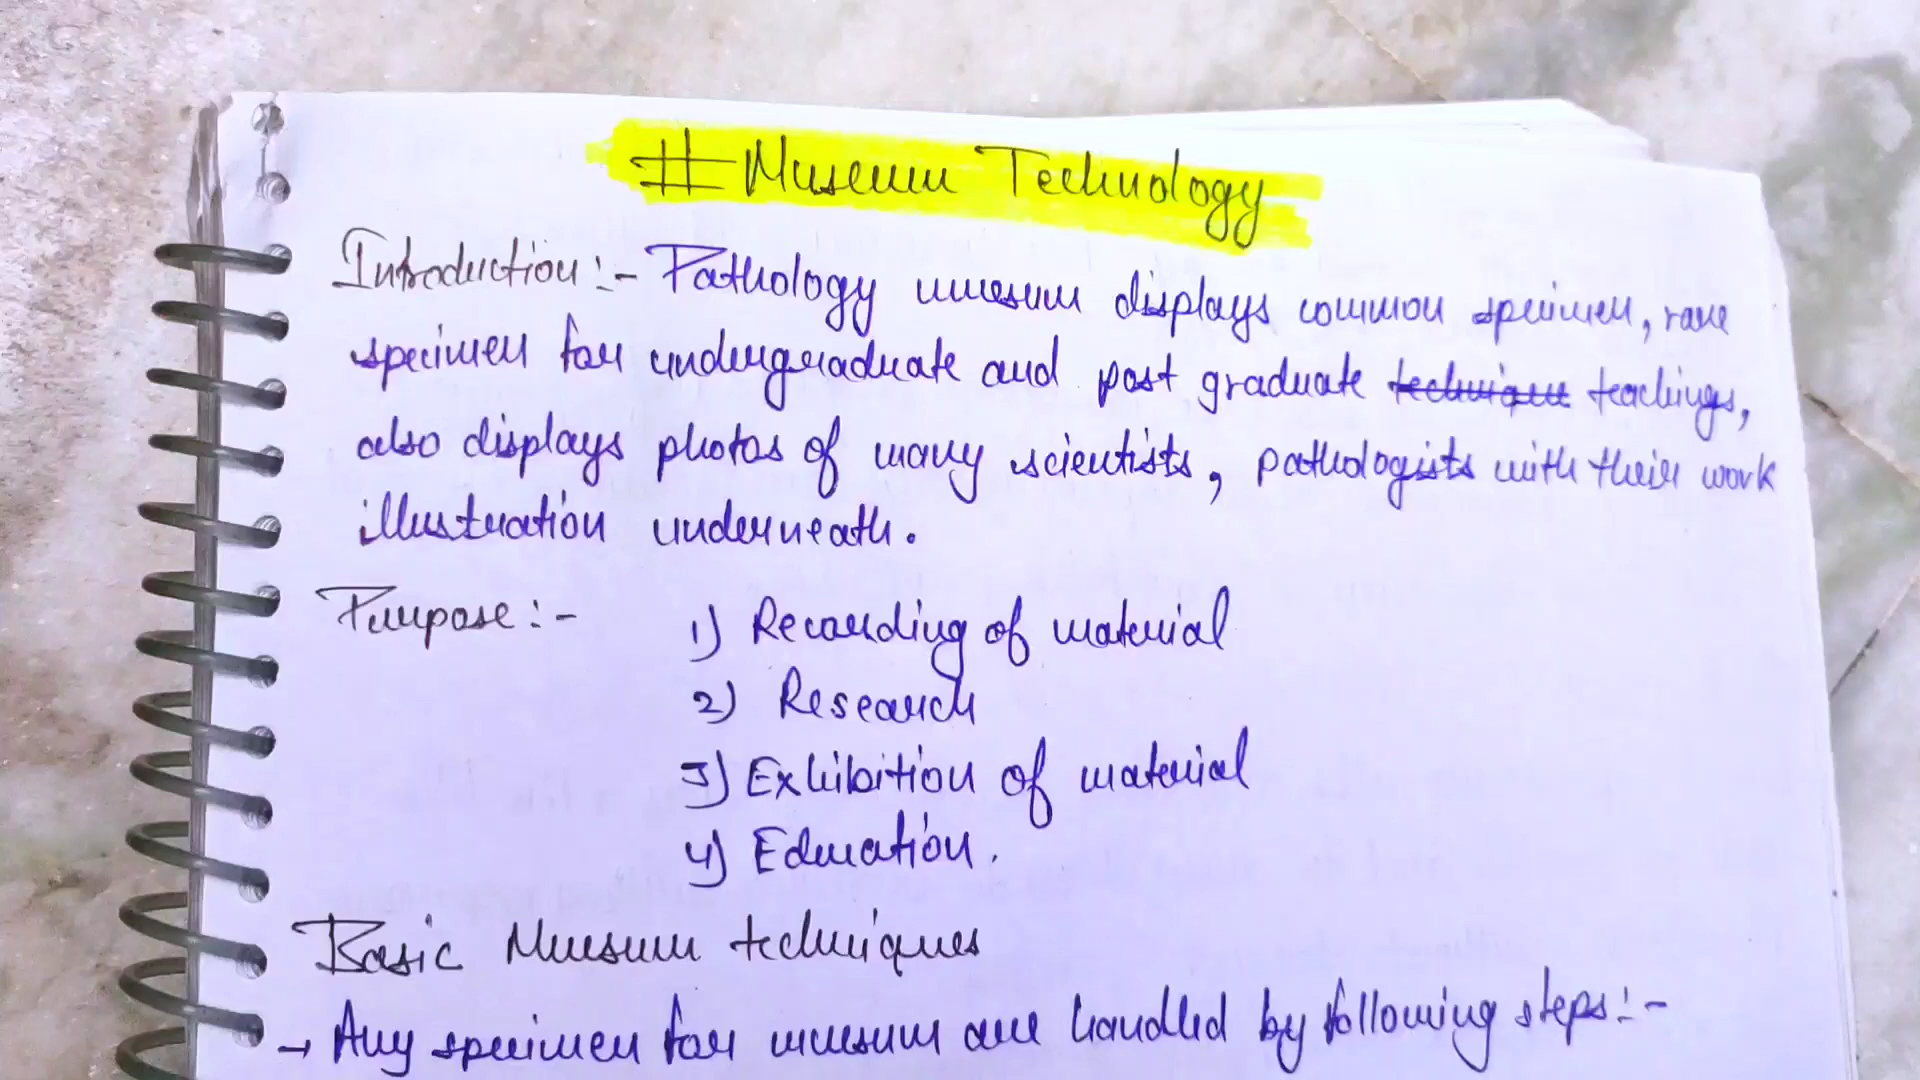 # Museum Technology
Introduction:- Pathology museum displays common specimen, rare
specimen for undergraduate and post graduate technique teachings,
also displays photos of many scientists, pathologists with their work
illustration underneath.
Purpose:- 1) Recording of material
2) Research
3) Exhibition of material
4) Education.
Basic Museum techniques
→ Any specimen for museum are handled by following steps:-